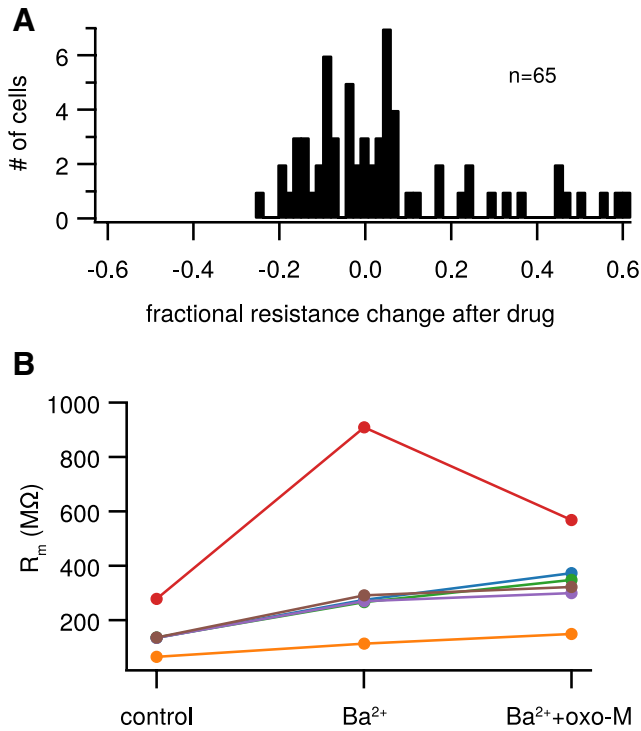 A
6
4
2
0
# of cells
n=65
-0.6 -0.4 -0.2 0.0 0.2 0.4 0.6
fractional resistance change after drug
B
1000
800
600
400
200
Rₘ (MΩ)
control Ba²⁺ Ba²⁺+oxo-M